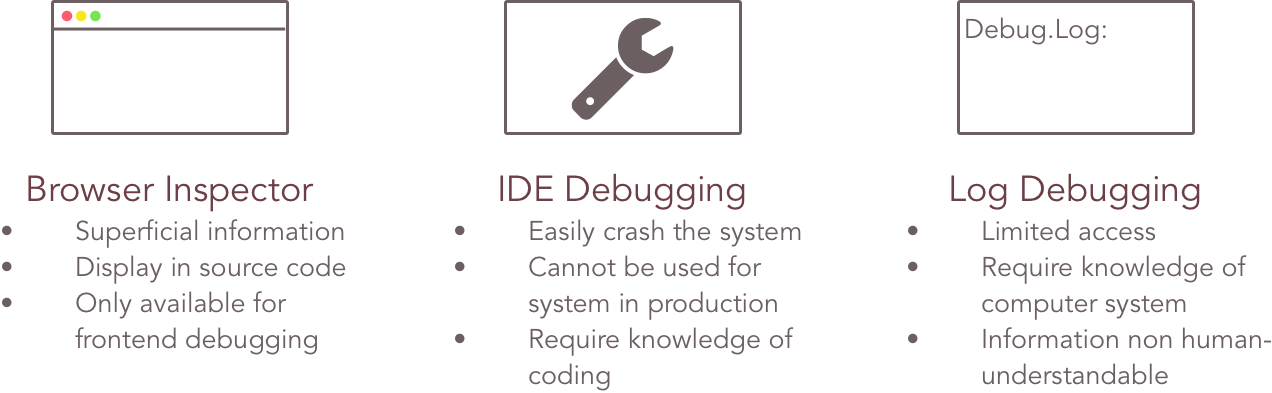 Debug.Log:
Browser Inspector
• Superficial information
• Display in source code
• Only available for
frontend debugging
IDE Debugging
• Easily crash the system
• Cannot be used for
system in production
• Require knowledge of
coding
Log Debugging
• Limited access
• Require knowledge of
computer system
• Information non human-
understandable